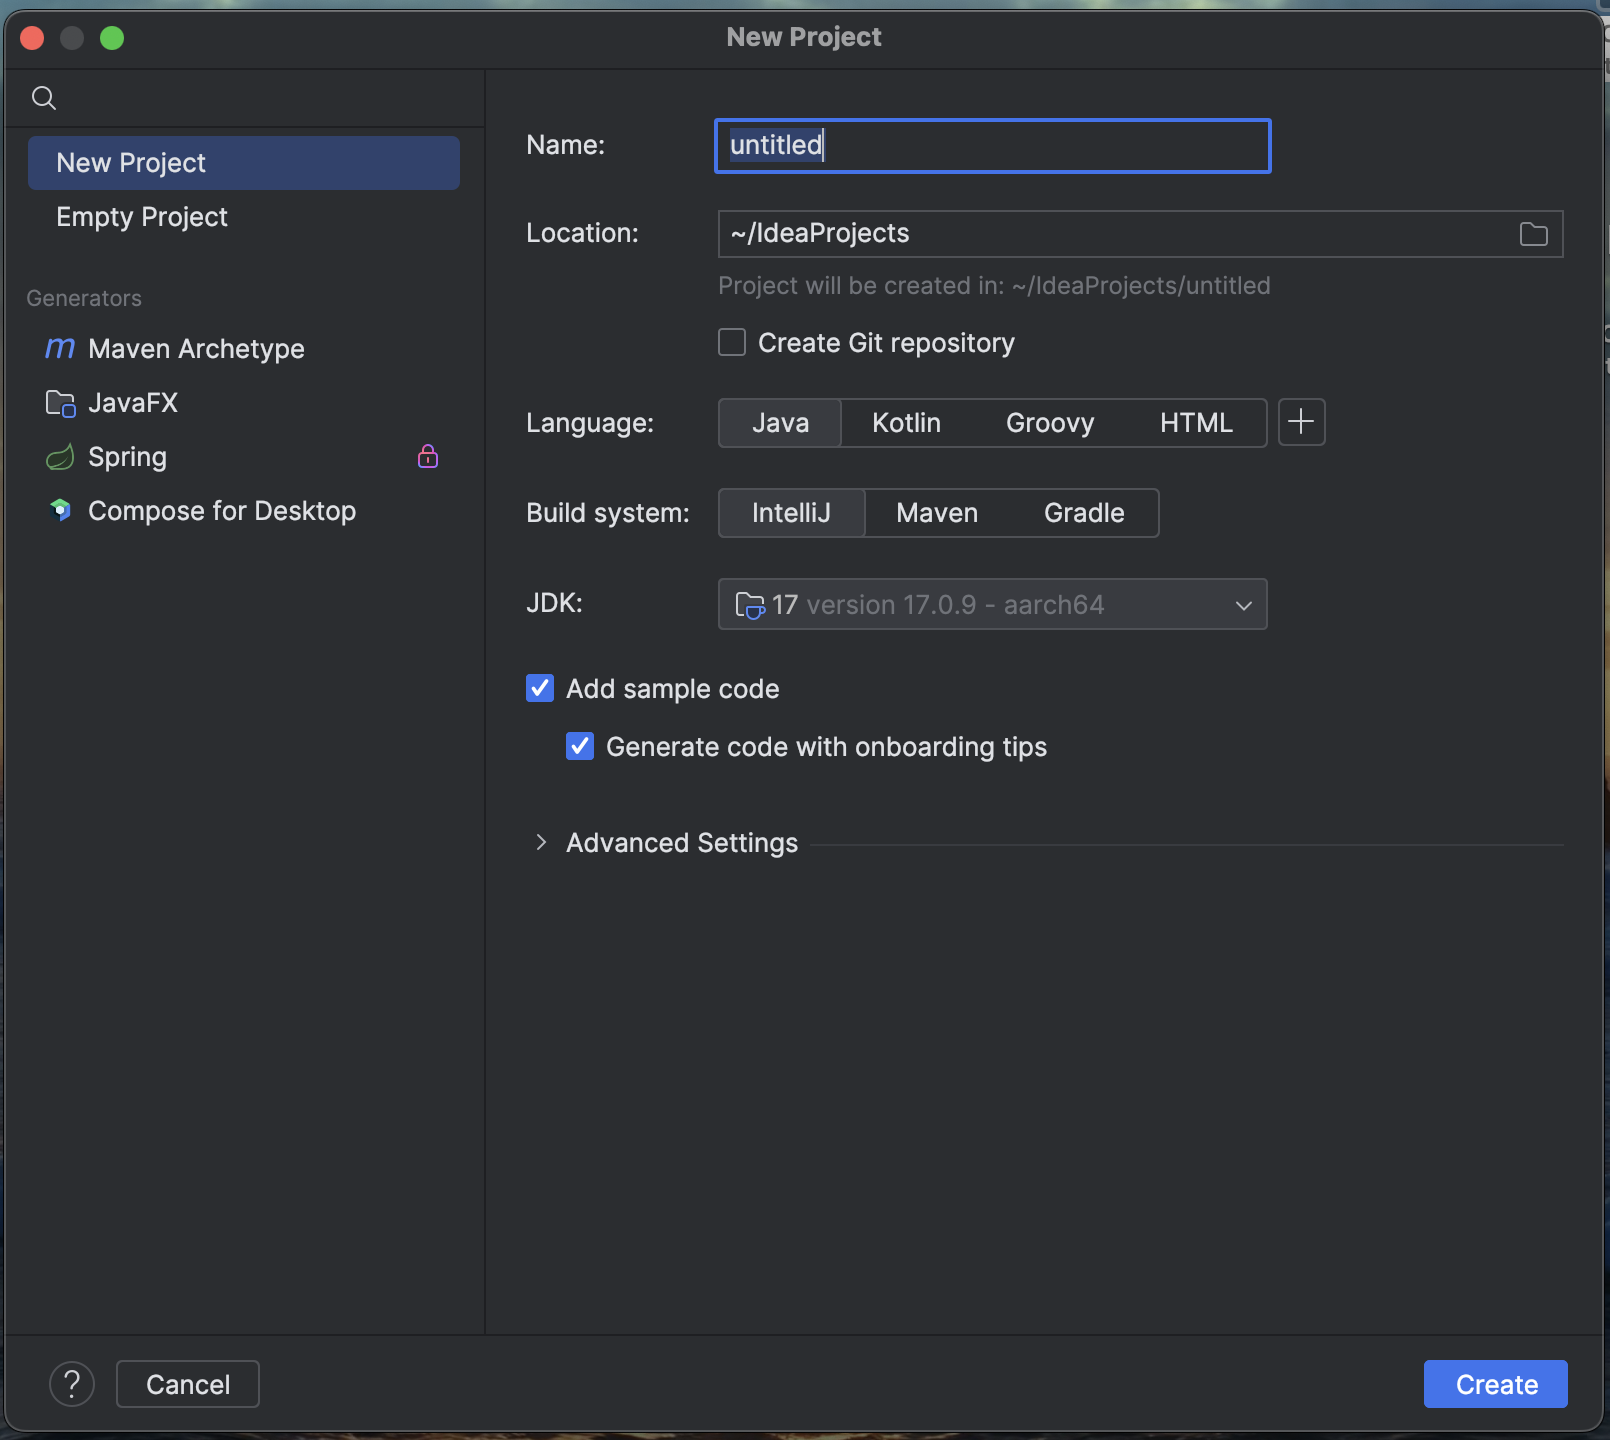 New Project
New Project
Empty Project
Generators
m Maven Archetype
JavaFX
Spring
Compose for Desktop
Name: untitled
Location: ~/IdeaProjects
Project will be created in: ~/IdeaProjects/untitled
Create Git repository
Language: Java Kotlin Groovy HTML +
Build system: IntelliJ Maven Gradle
JDK: 17 version 17.0.9 - aarch64
Add sample code
Generate code with onboarding tips
Advanced Settings
? Cancel Create